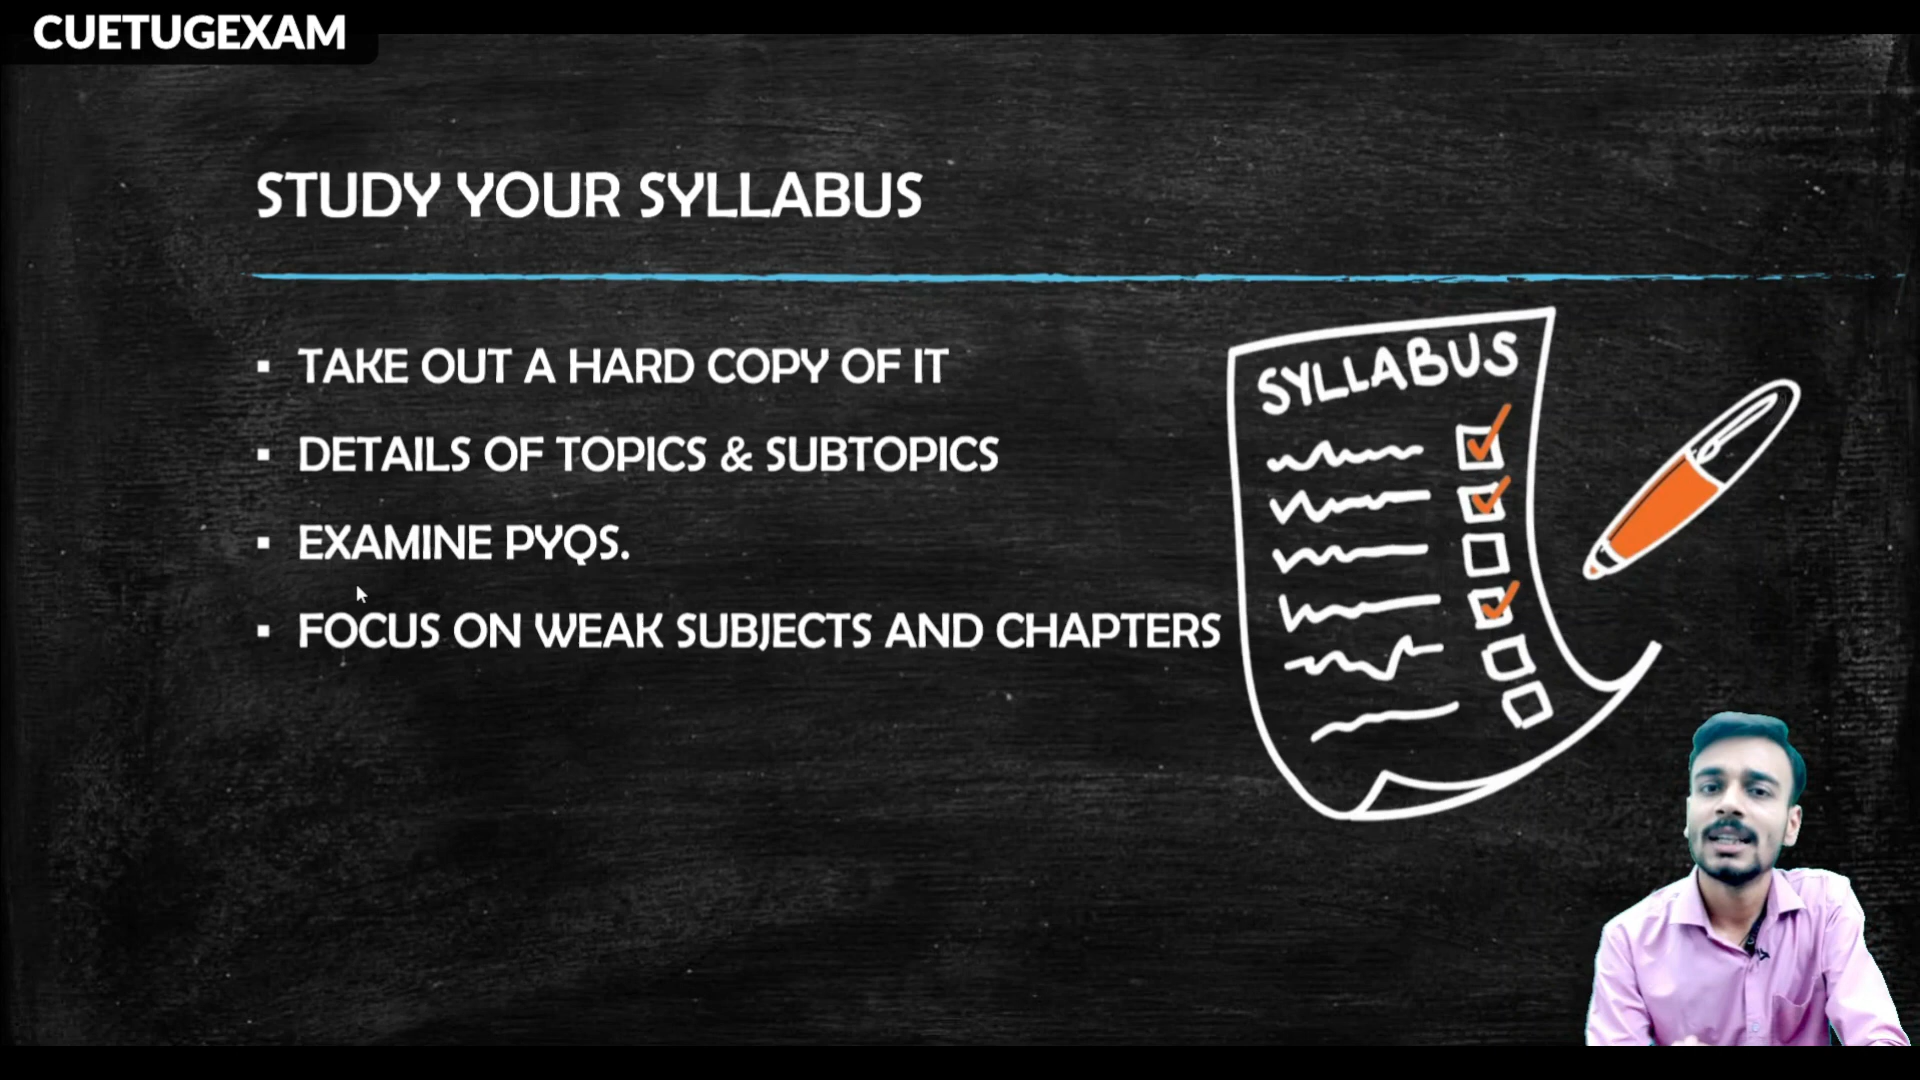 CUETUGEXAM
STUDY YOUR SYLLABUS
▪ TAKE OUT A HARD COPY OF IT
▪ DETAILS OF TOPICS & SUBTOPICS
▪ EXAMINE PYQS.
▪ FOCUS ON WEAK SUBJECTS AND CHAPTERS
SYLLABUS